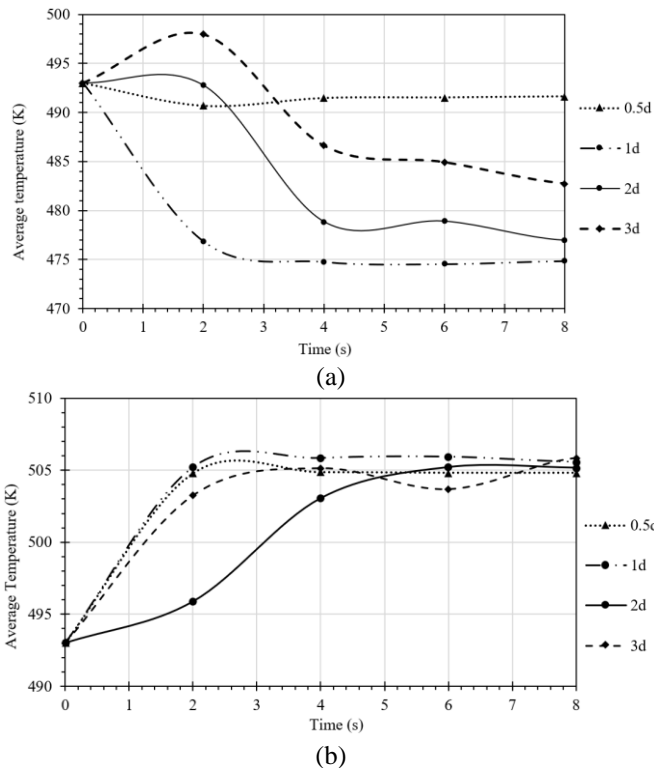 500
495
490
485
480
475
470
Average temperature (K)
0 1 2 3 4 5 6 7 8
Time (s)
0.5d
1d
2d
3d
(a)
510
505
500
495
490
Average Temperature (K)
0 1 2 3 4 5 6 7 8
Time (s)
0.5d
1d
2d
3d
(b)